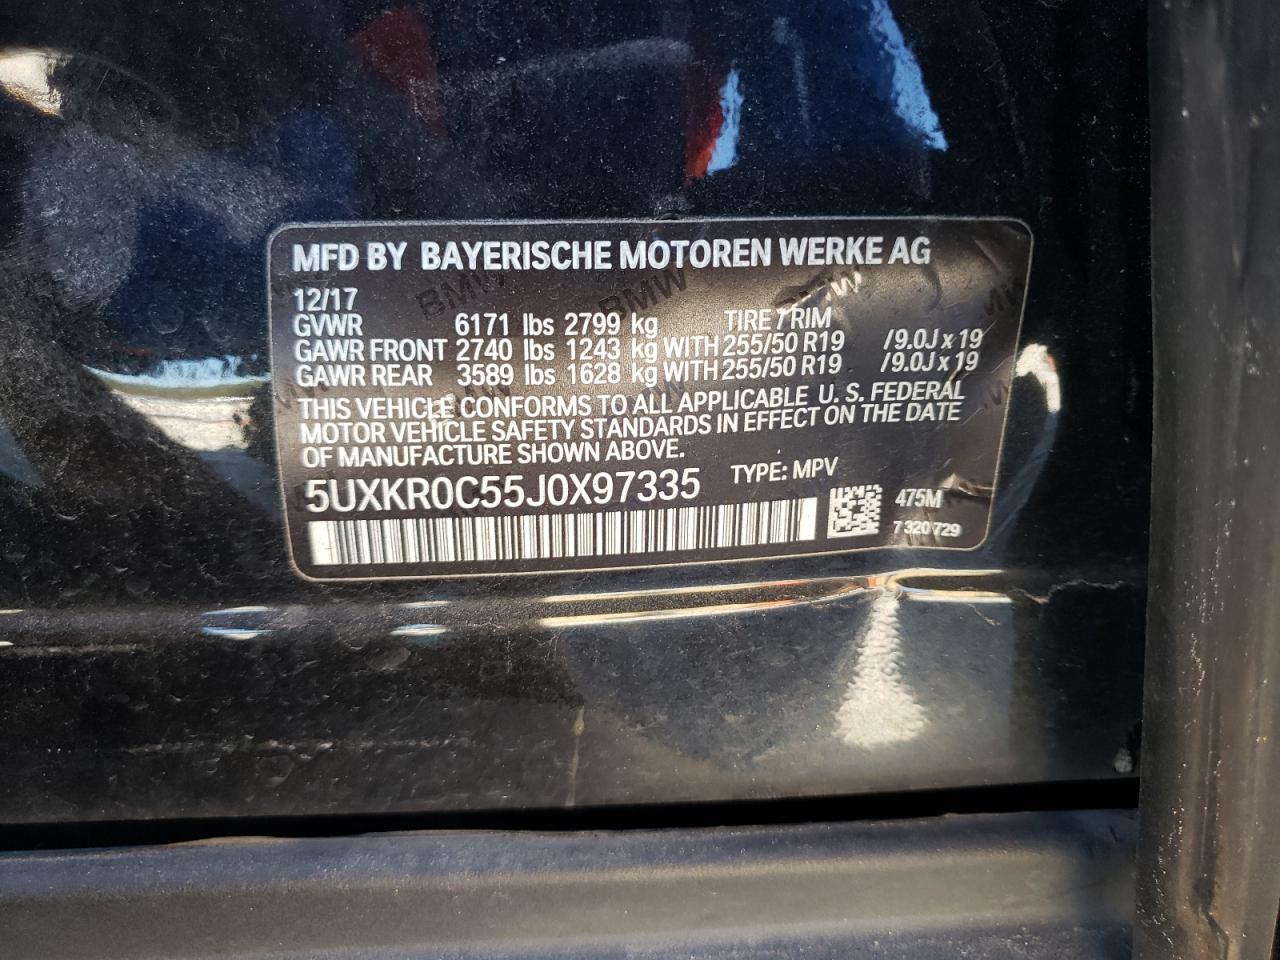 MFD BY BAYERISCHE MOTOREN WERKE AG
12/17
GVWR 6171 lbs 2799 kg TIRE / RIM
GAWR FRONT 2740 lbs 1243 kg WITH 255/50 R19 /9.0J x 19
GAWR REAR 3589 lbs 1628 kg WITH 255/50 R19 /9.0J x 19
THIS VEHICLE CONFORMS TO ALL APPLICABLE U. S. FEDERAL
MOTOR VEHICLE SAFETY STANDARDS IN EFFECT ON THE DATE
OF MANUFACTURE SHOWN ABOVE.
5UXKR0C55J0X97335 TYPE: MPV
475M
7 320 729